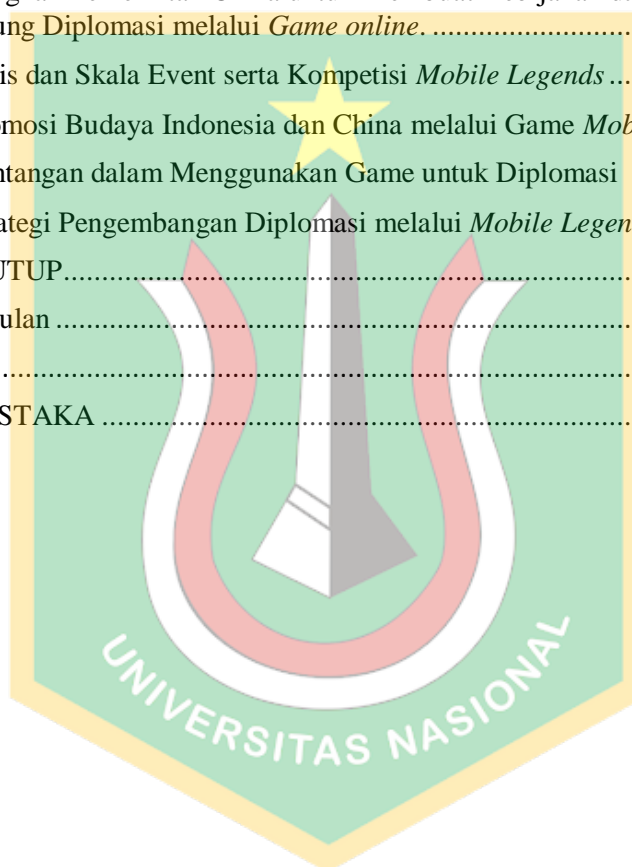 ung Diplomasi melalui Game online. ........................
is dan Skala Event serta Kompetisi Mobile Legends ...
omosi Budaya Indonesia dan China melalui Game Mob
ntangan dalam Menggunakan Game untuk Diplomasi
ategi Pengembangan Diplomasi melalui Mobile Legen
UTUP..................................................................
ulan ..................................................................
..................................................................
STAKA ..................................................................
UNIVERSITAS NASIONAL